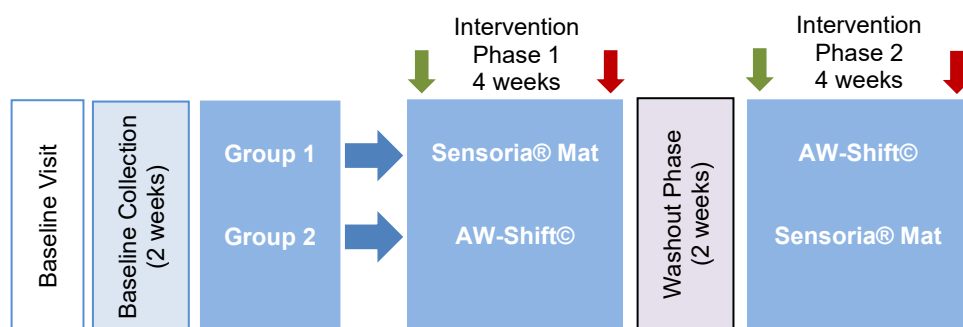 Intervention
Phase 1
4 weeks
Intervention
Phase 2
4 weeks
Baseline Visit
Baseline Collection
(2 weeks)
Group 1
Group 2
Sensoria® Mat
AW-Shift©
Washout Phase
(2 weeks)
AW-Shift©
Sensoria® Mat